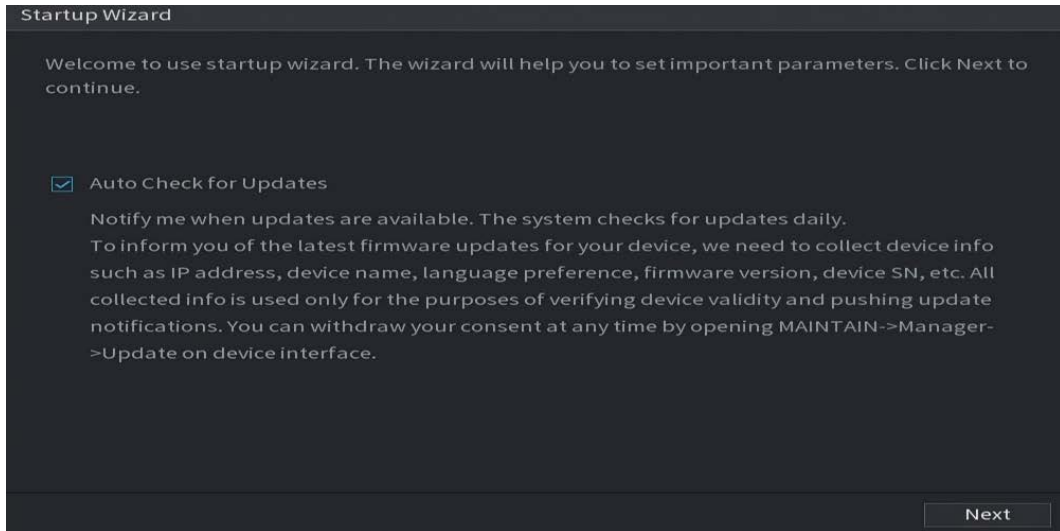 Startup Wizard
Welcome to use startup wizard. The wizard will help you to set important parameters. Click Next to
continue.
Auto Check for Updates
Notify me when updates are available. The system checks for updates daily.
To inform you of the latest firmware updates for your device, we need to collect device info
such as IP address, device name, language preference, firmware version, device SN, etc. All
collected info is used only for the purposes of verifying device validity and pushing update
notifications. You can withdraw your consent at any time by opening MAINTAIN->Manager-
>Update on device interface.
Next